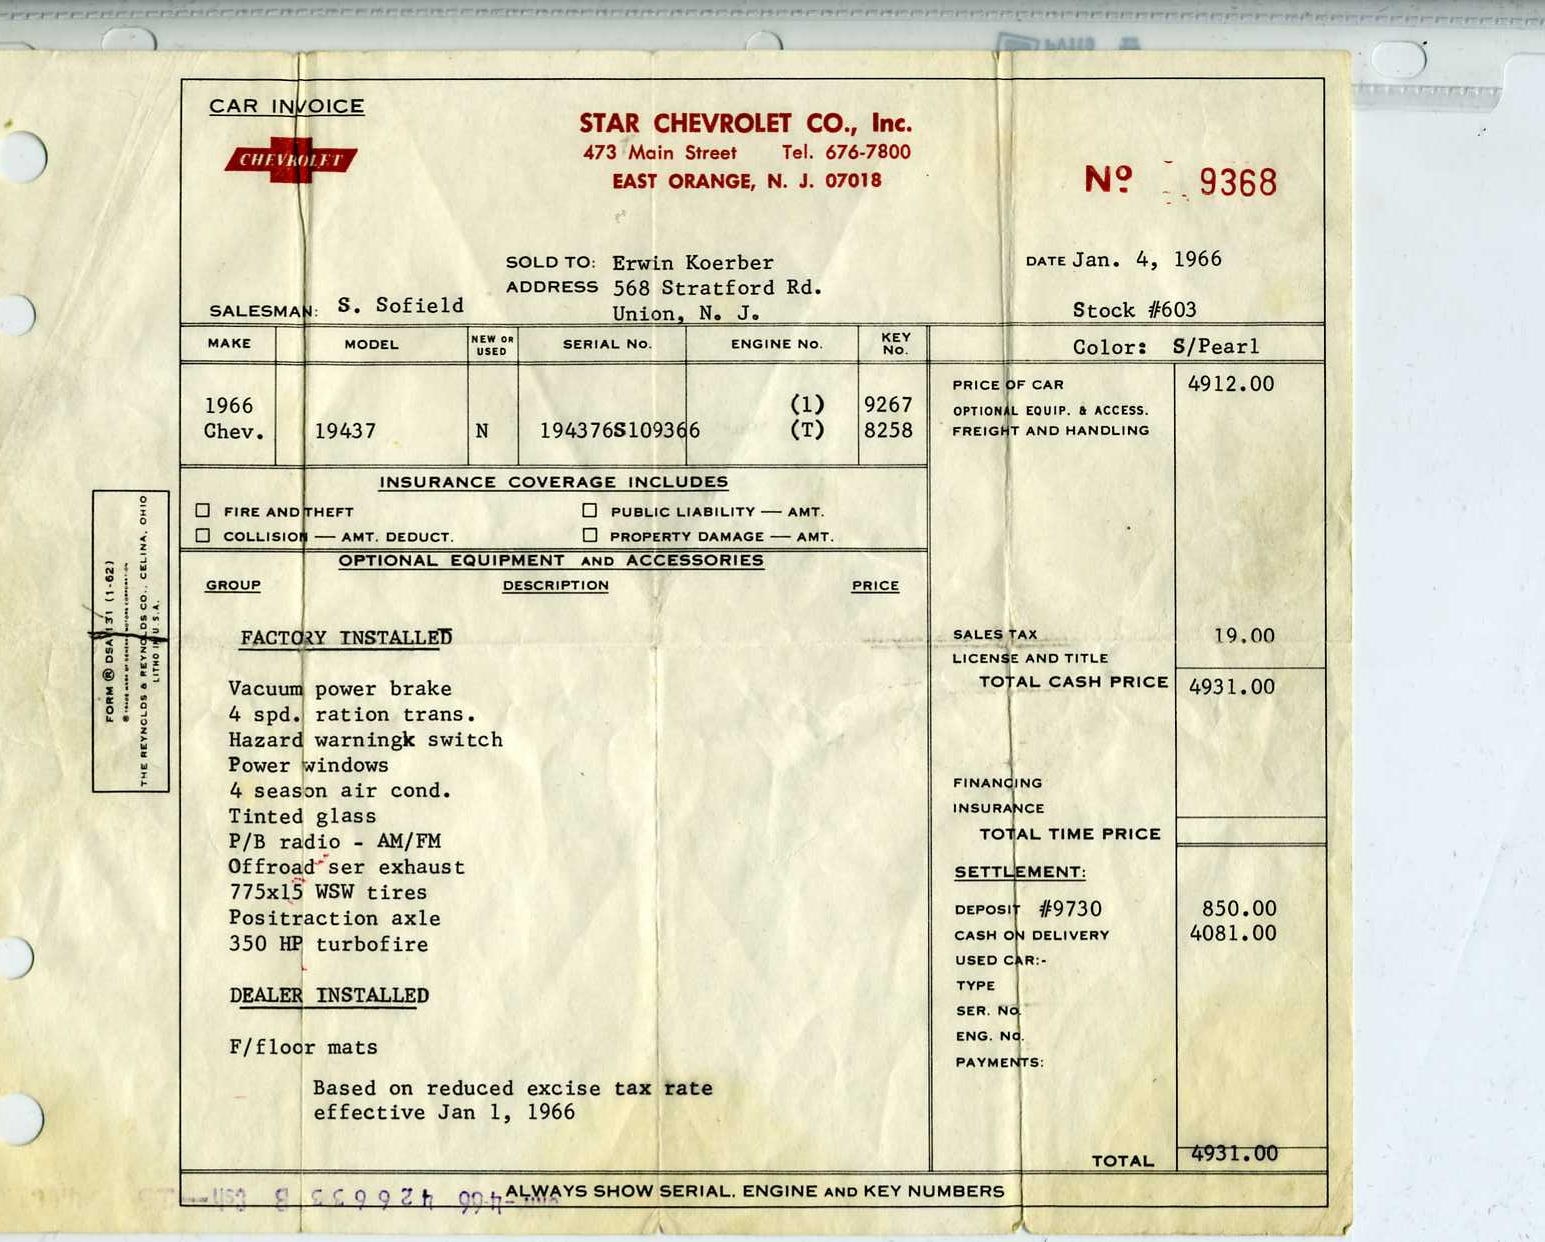 CAR INVOICE
CHEVROLET
STAR CHEVROLET CO., Inc.
473 Main Street Tel. 676-7800
EAST ORANGE, N. J. 07018
Nº 9368
SOLD TO: Erwin Koerber
ADDRESS 568 Stratford Rd.
Union, N. J.
DATE Jan. 4, 1966
SALESMAN: S. Sofield
Stock #603
MAKE MODEL NEW OR USED SERIAL No. ENGINE No. KEY No.
Color: S/Pearl
1966 (1) 9267
Chev. 19437 N 194376S109366 (T) 8258
PRICE OF CAR 4912.00
OPTIONAL EQUIP. & ACCESS.
FREIGHT AND HANDLING
INSURANCE COVERAGE INCLUDES
☐ FIRE AND THEFT ☐ PUBLIC LIABILITY — AMT.
☐ COLLISION — AMT. DEDUCT. ☐ PROPERTY DAMAGE — AMT.
OPTIONAL EQUIPMENT AND ACCESSORIES
GROUP DESCRIPTION PRICE
FACTORY INSTALLED
Vacuum power brake
4 spd. ration trans.
Hazard warningk switch
Power windows
4 season air cond.
Tinted glass
P/B radio - AM/FM
Offroad ser exhaust
775x15 WSW tires
Positraction axle
350 HP turbofire
DEALER INSTALLED
F/floor mats
Based on reduced excise tax rate
effective Jan 1, 1966
SALES TAX 19.00
LICENSE AND TITLE
TOTAL CASH PRICE 4931.00
FINANCING
INSURANCE
TOTAL TIME PRICE
SETTLEMENT:
DEPOSIT #9730 850.00
CASH ON DELIVERY 4081.00
USED CAR:-
TYPE
SER. No.
ENG. No.
PAYMENTS:
TOTAL 4931.00
ALWAYS SHOW SERIAL, ENGINE AND KEY NUMBERS
FORM ® DSA 131 (1-62)
THE REYNOLDS & REYNOLDS CO., CELINA, OHIO
LITHO IN U.S.A.